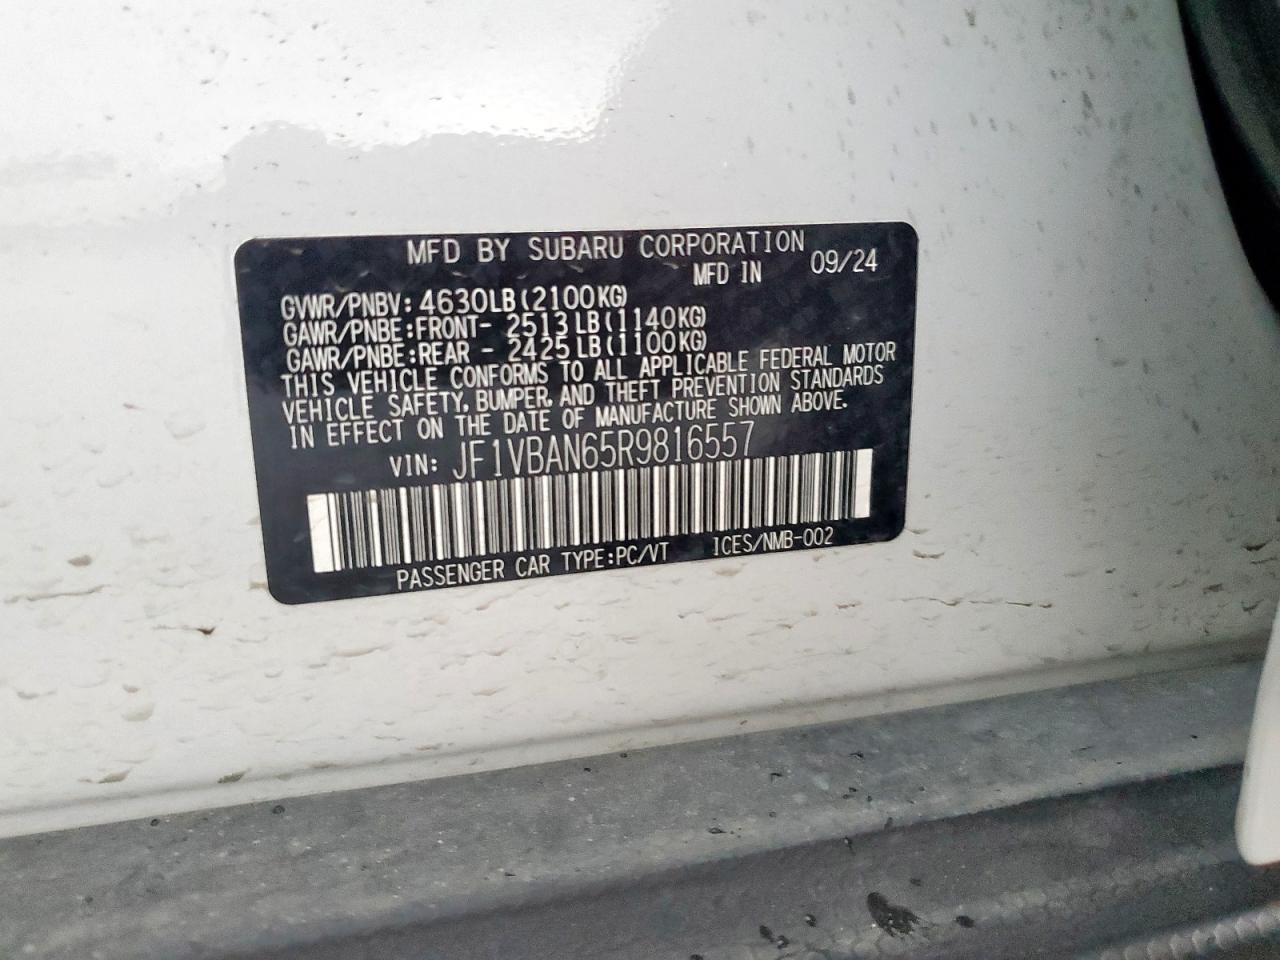 MFD BY SUBARU CORPORATION
MFD IN 09/24
GVWR/PNBV: 4630LB(2100KG)
GAWR/PNBE:FRONT- 2513LB(1140KG)
GAWR/PNBE:REAR - 2425LB(1100KG)
THIS VEHICLE CONFORMS TO ALL APPLICABLE FEDERAL MOTOR
VEHICLE SAFETY, BUMPER, AND THEFT PREVENTION STANDARDS
IN EFFECT ON THE DATE OF MANUFACTURE SHOWN ABOVE.
VIN: JF1VBAN65R9816557
PASSENGER CAR TYPE:PC/VT ICES/NMB-002